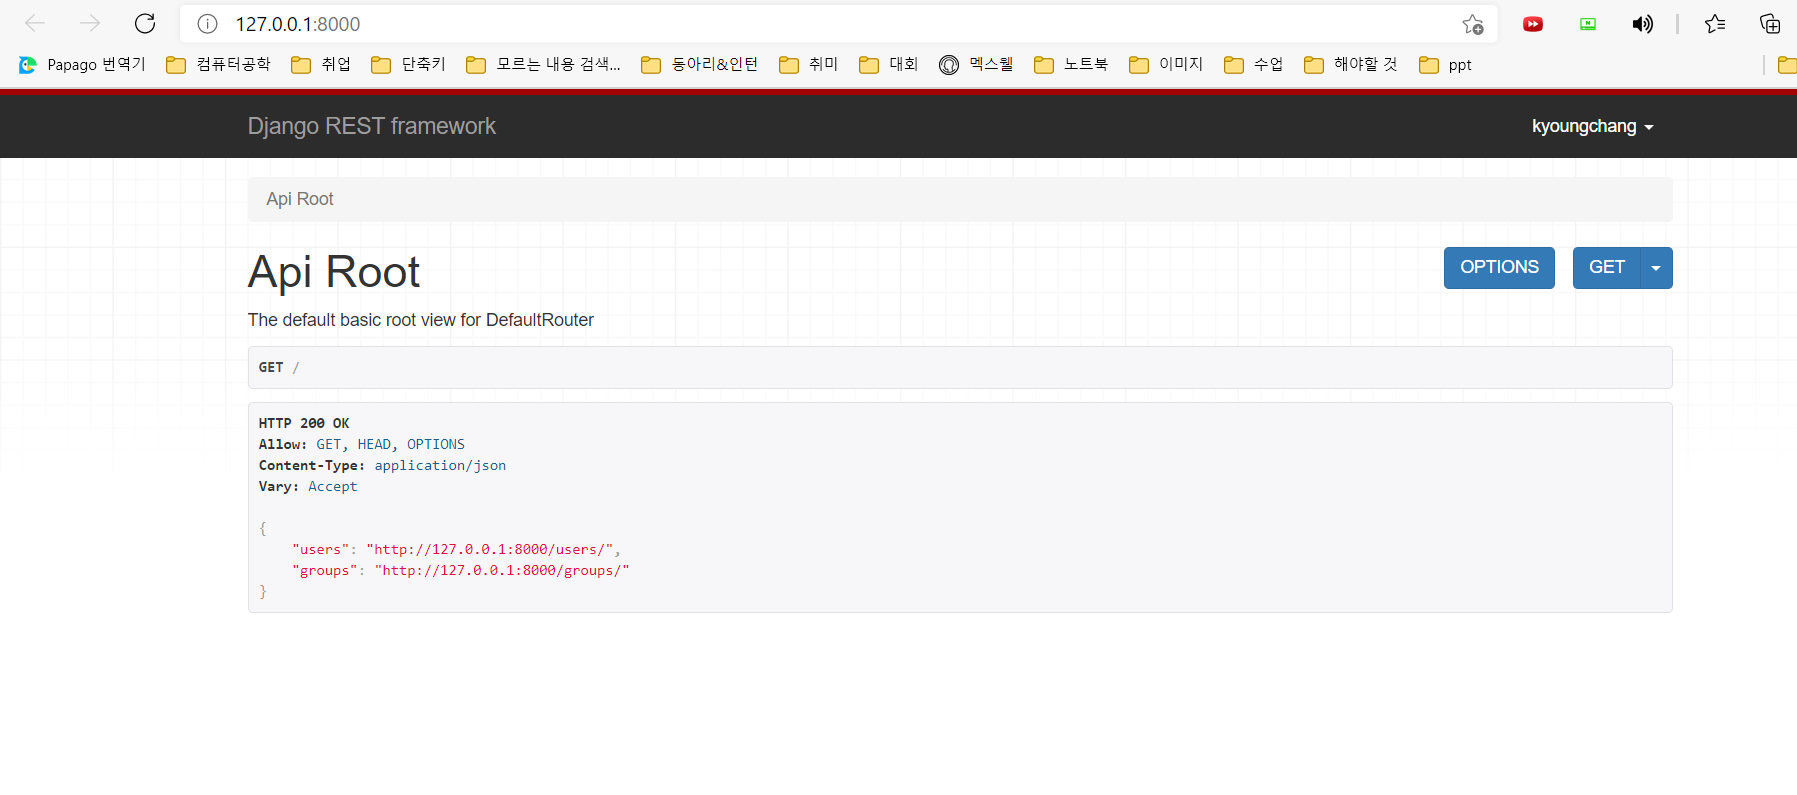 127.0.0.1:8000
Papago 번역기 컴퓨터공학 취업 단축키 모르는 내용 검색... 동아리&인턴 취미 대회 멕스웰 노트북 이미지 수업 해야할 것 ppt
Django REST framework kyoungchang
Api Root
Api Root OPTIONS GET
The default basic root view for DefaultRouter
GET /
HTTP 200 OK
Allow: GET, HEAD, OPTIONS
Content-Type: application/json
Vary: Accept
{
"users": "http://127.0.0.1:8000/users/",
"groups": "http://127.0.0.1:8000/groups/"
}